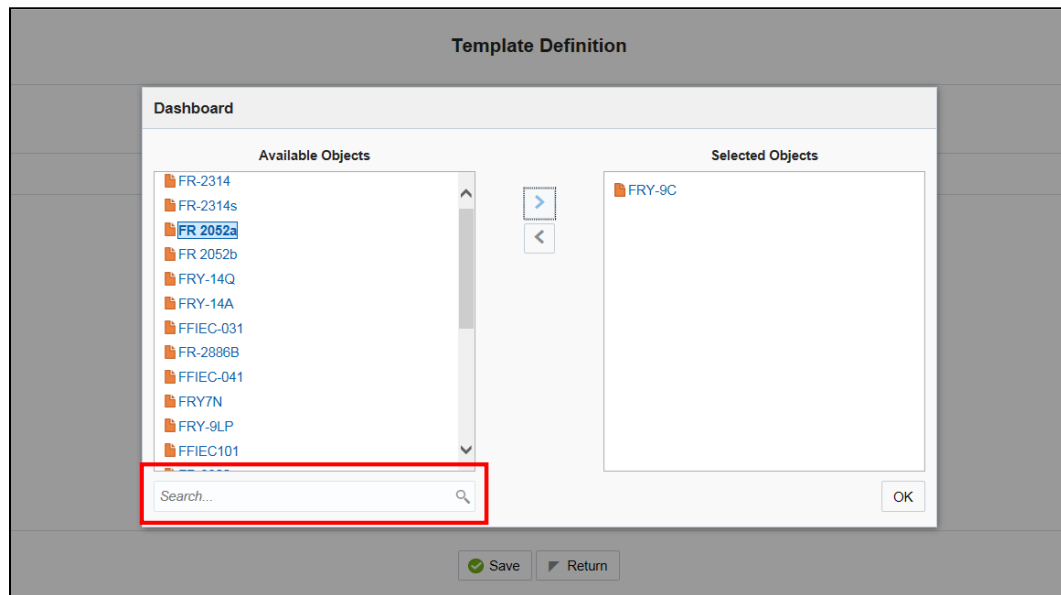 Template Definition
Dashboard
Available Objects
Selected Objects
FR-2314
FR-2314s
FR 2052a
FR 2052b
FRY-14Q
FRY-14A
FFIEC-031
FR-2886B
FFIEC-041
FRY7N
FRY-9LP
FFIEC101
FRY-9C
Search...
OK
Save
Return